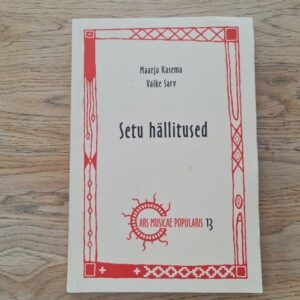 Maarja Kasema
Vaike Sarv
Setu hällitused
ARS MUSICAE POPULARIS 13